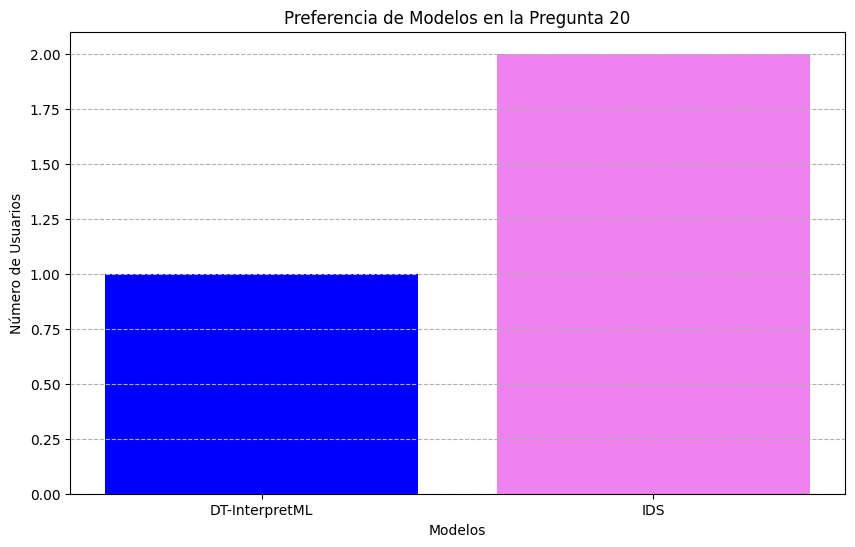 Preferencia de Modelos en la Pregunta 20
Número de Usuarios
2.00
1.75
1.50
1.25
1.00
0.75
0.50
0.25
0.00
DT-InterpretML
IDS
Modelos